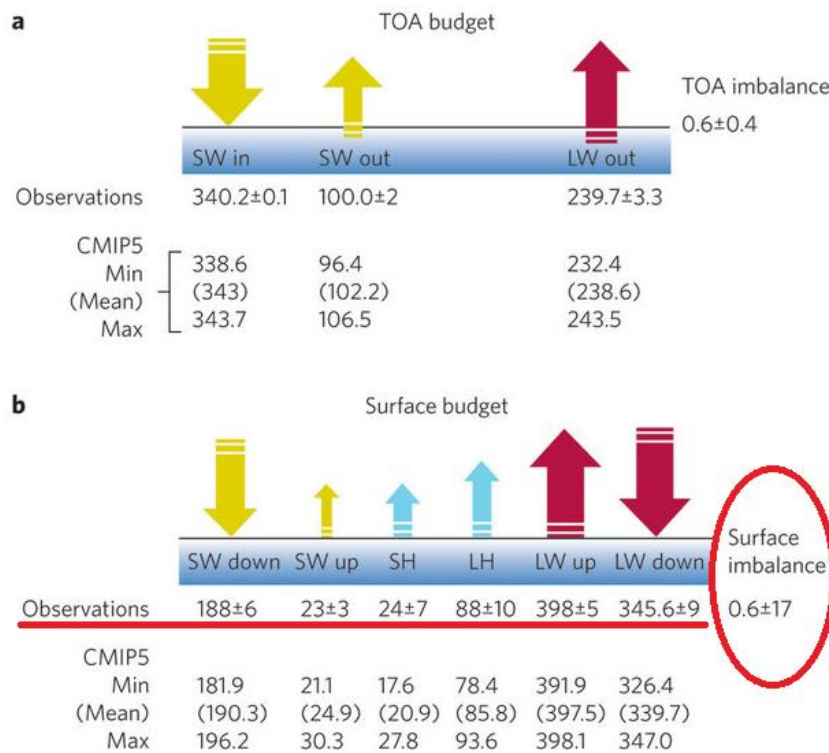 a TOA budget
TOA imbalance
0.6±0.4
SW in SW out LW out
Observations 340.2±0.1 100.0±2 239.7±3.3
CMIP5
Min 338.6 96.4 232.4
(Mean) (343) (102.2) (238.6)
Max 343.7 106.5 243.5
b Surface budget
Surface
imbalance
SW down SW up SH LH LW up LW down
Observations 188±6 23±3 24±7 88±10 398±5 345.6±9 0.6±17
CMIP5
Min 181.9 21.1 17.6 78.4 391.9 326.4
(Mean) (190.3) (24.9) (20.9) (85.8) (397.5) (339.7)
Max 196.2 30.3 27.8 93.6 398.1 347.0